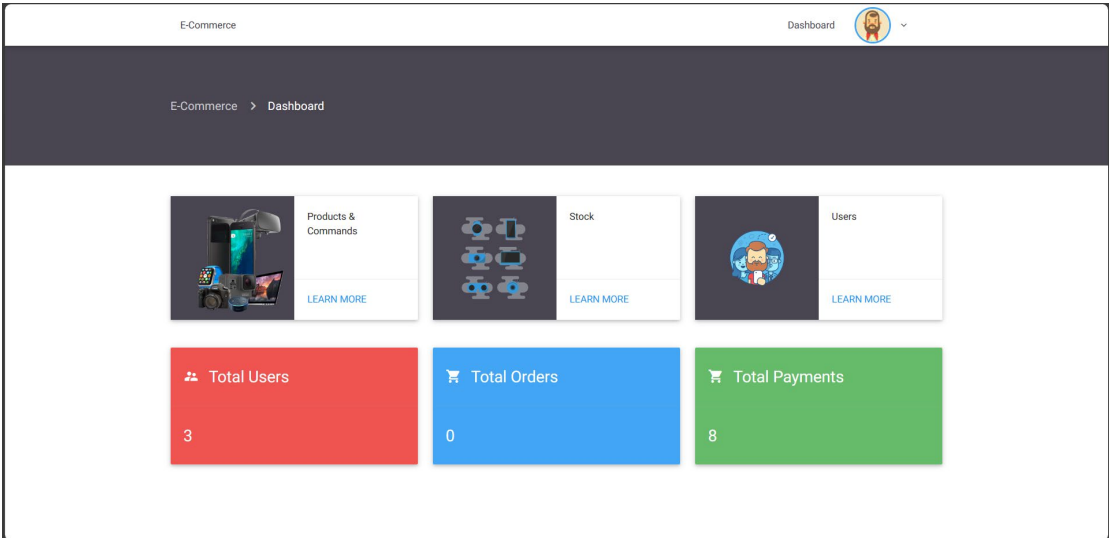 E-Commerce
Dashboard
E-Commerce > Dashboard
Products &
Commands
LEARN MORE
Stock
LEARN MORE
Users
LEARN MORE
Total Users
3
Total Orders
0
Total Payments
8